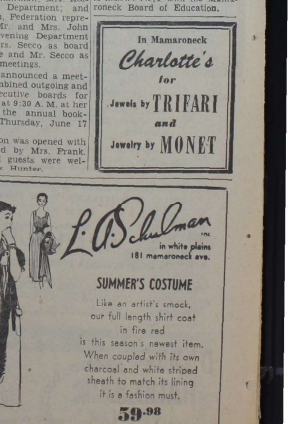 Department; and
Federation repre-
Mr. and Mrs. John
vening Department
rs. Secco as board
e and Mr. Secco as
meetings.
announced a meet-
mbined outgoing and
ecutive boards for
at 9:30 A. M. at her
the annual book-
Thursday, June 17
on was opened with
d by Mrs. Frank,
guests were wel-
Hunter.
roneck Board of Education.
In Mamaroneck
Charlotte's
for
Jewels by TRIFARI
and
Jewelry by MONET
L. A. Schulman
INC
in white plains
181 mamaroneck ave.
SUMMER'S COSTUME
Like an artist's smock,
our full length shirt coat
in fire red
is this season's newest item.
When coupled with its own
charcoal and white striped
sheath to match its lining
it is a fashion must.
59.98